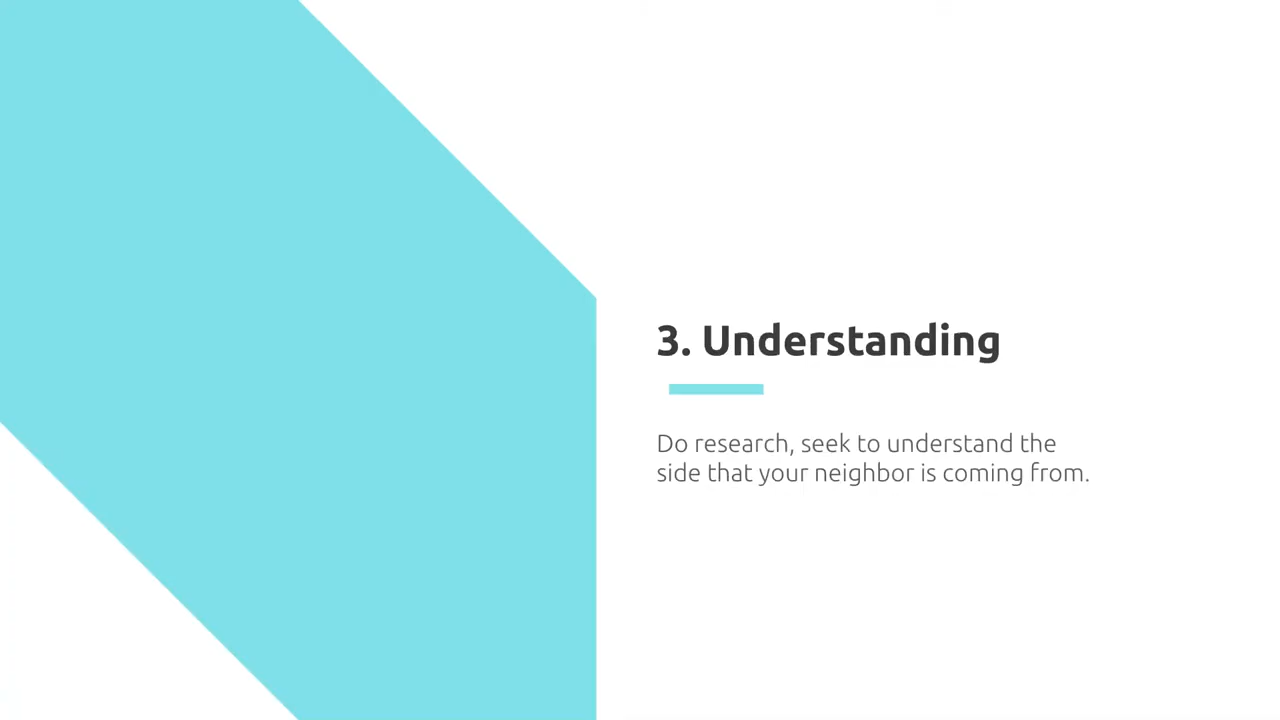 3. Understanding
Do research, seek to understand the
side that your neighbor is coming from.